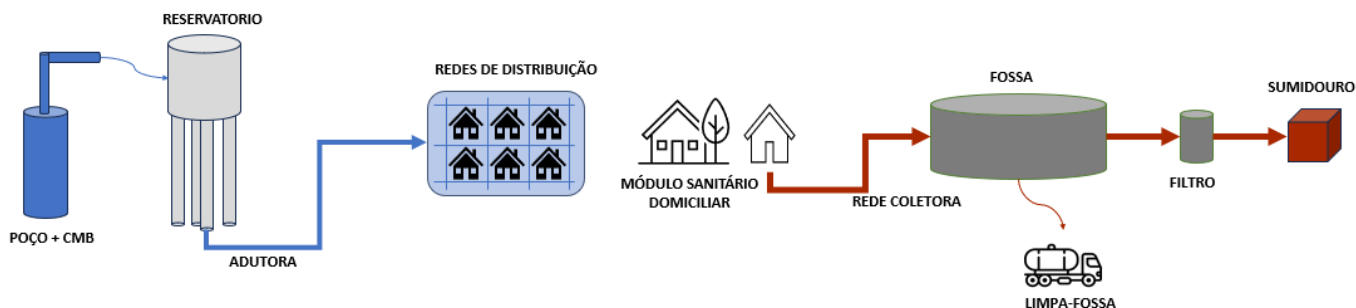 RESERVATORIO
POÇO + CMB
ADUTORA
REDES DE DISTRIBUIÇÃO
MÓDULO SANITÁRIO
DOMICILIAR
REDE COLETORA
FOSSA
LIMPA-FOSSA
FILTRO
SUMIDOURO